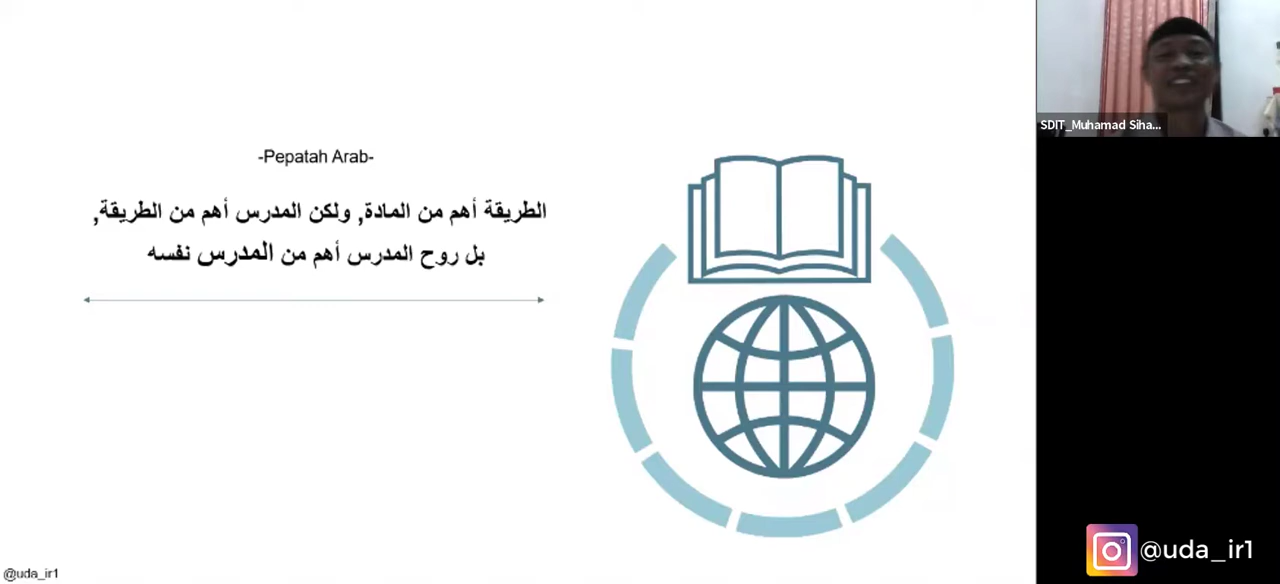 -Pepatah Arab-
الطريقة أهم من المادة, ولكن المدرس أهم من الطريقة,
بل روح المدرس أهم من المدرس نفسه
SDIT_Muhamad Siha...
@uda_ir1
@uda_ir1